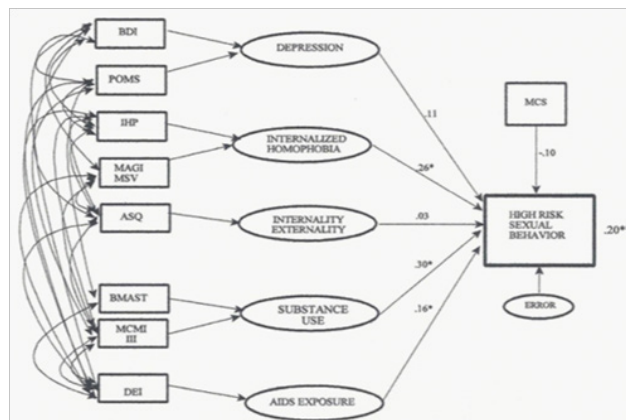 BDI
DEPRESSION
POMS
MCS
.11
IHP
INTERNALIZED
HOMOPHOBIA
-.10
MAGI
MSV
.26*
ASQ
INTERNALITY
EXTERNALITY
.03
HIGH RISK
SEXUAL
BEHAVIOR
.20*
.30*
BMAST
SUBSTANCE
USE
.16*
ERROR
MCMI
III
DEI
AIDS EXPOSURE